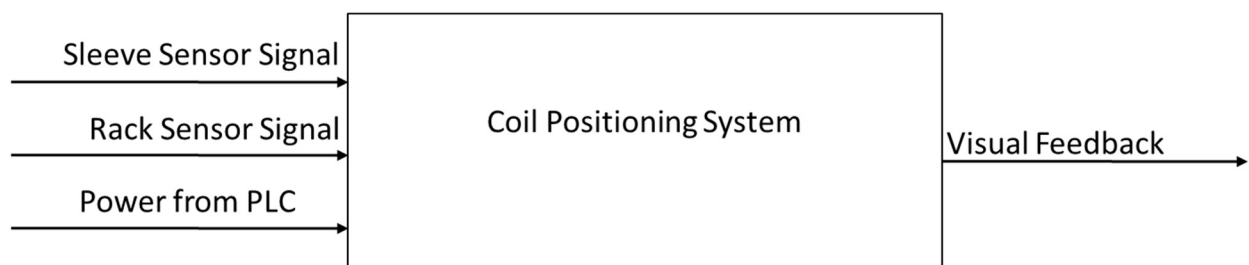 Sleeve Sensor Signal
Rack Sensor Signal
Coil Positioning System
Visual Feedback
Power from PLC